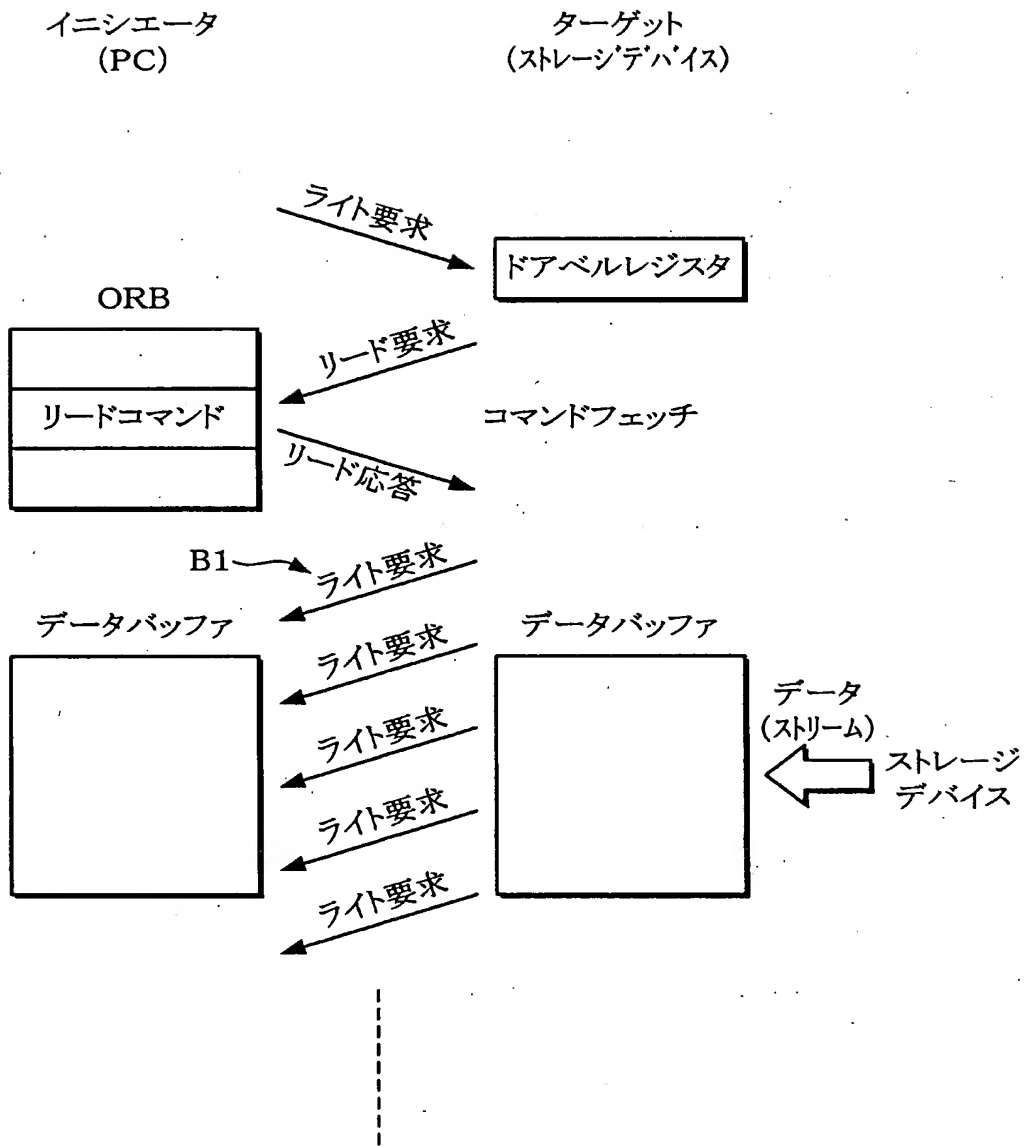 イニシエータ
(PC)
ターゲット
(ストレージデバイス)
ライト要求
ドアベルレジスタ
ORB
リード要求
リードコマンド
コマンドフェッチ
リード応答
B1
ライト要求
データバッファ
データバッファ
ライト要求
データ
(ストリーム)
ライト要求
ストレージ
デバイス
ライト要求
ライト要求